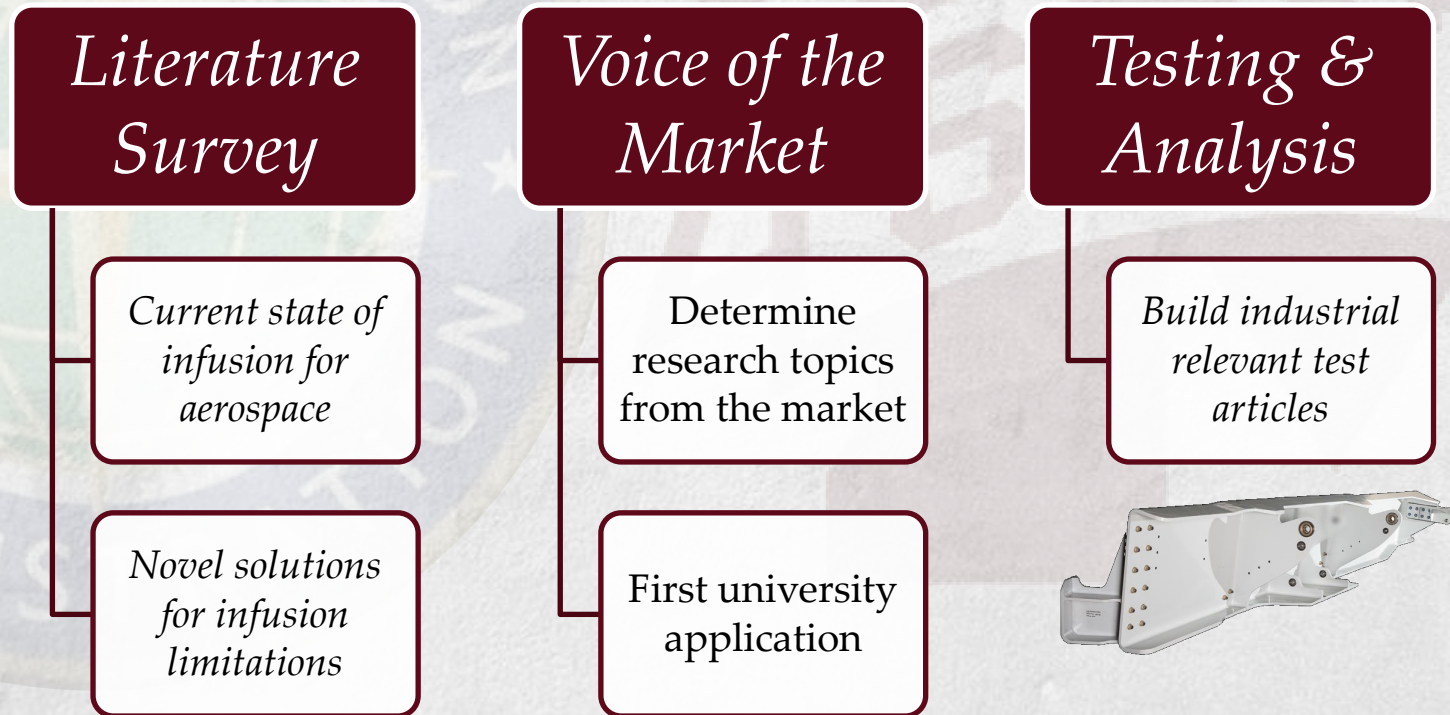 Literature
Survey
Current state of
infusion for
aerospace
Novel solutions
for infusion
limitations
Voice of the
Market
Determine
research topics
from the market
First university
application
Testing &
Analysis
Build industrial
relevant test
articles
TION